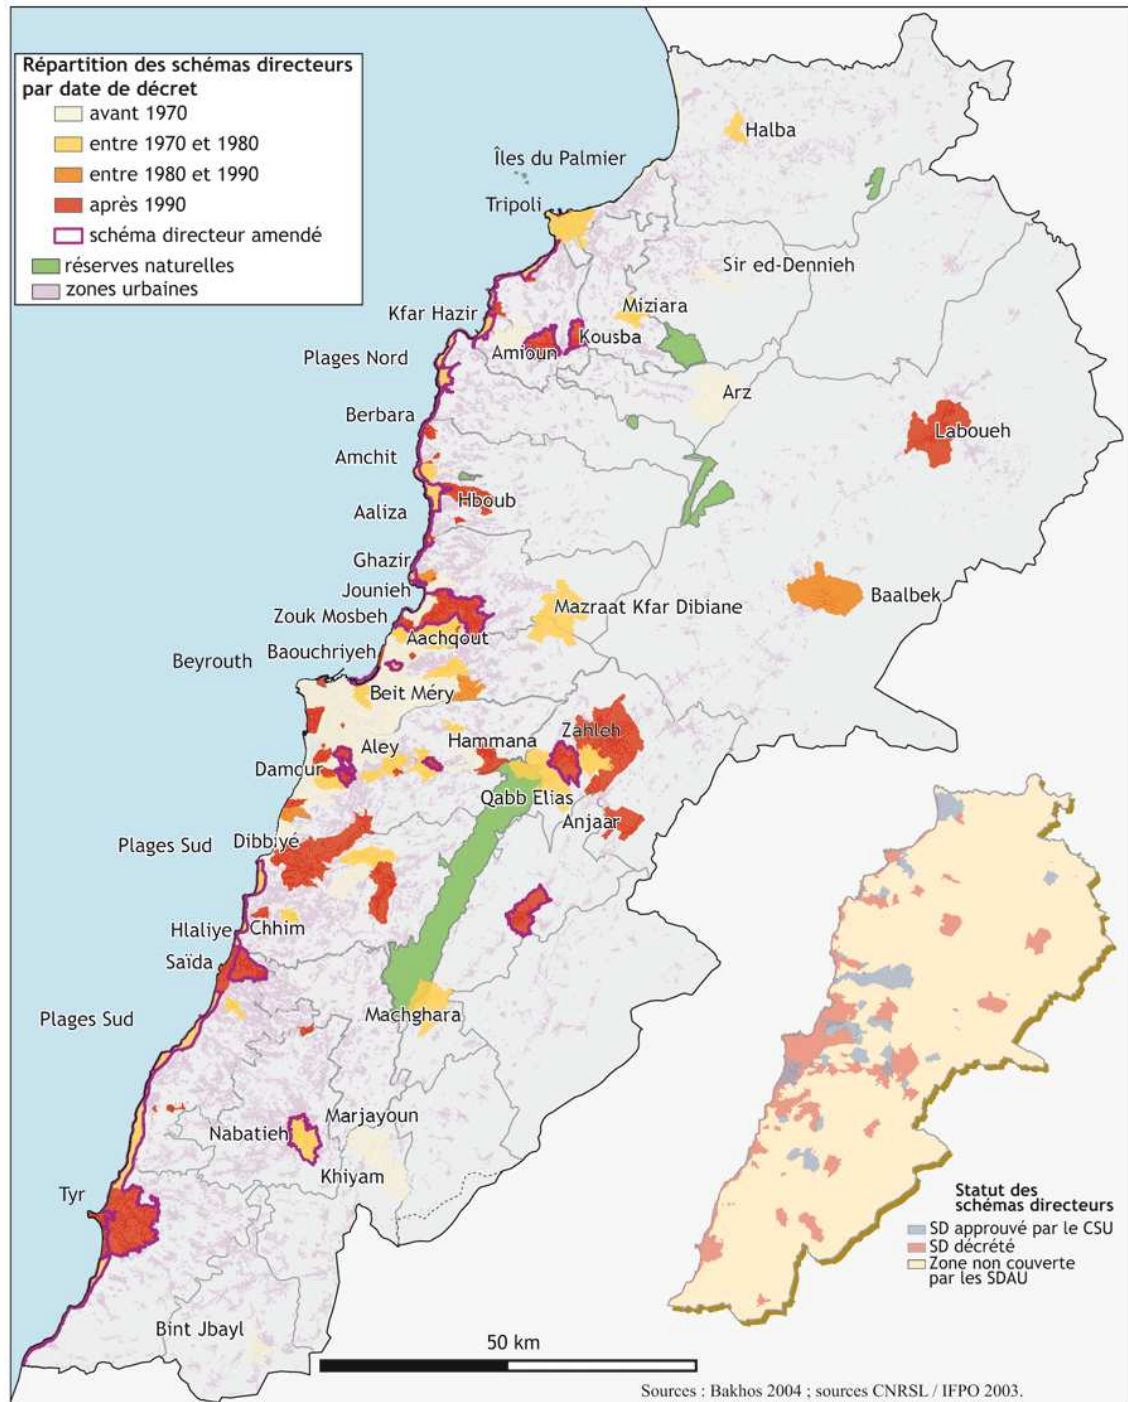 Répartition des schémas directeurs
par date de décret
avant 1970
entre 1970 et 1980
entre 1980 et 1990
après 1990
schéma directeur amendé
réserves naturelles
zones urbaines
Halba
Îles du Palmier
Tripoli
Sir ed-Dennieh
Miziara
Kfar Hazir
Kousba
Amioun
Plages Nord
Arz
Berbara
Laboueh
Amchit
Hboub
Aaliza
Ghazir
Jounieh
Baalbek
Mazraat Kfar Dibiane
Zouk Mosbeh
Aachqout
Baouchriyeh
Beyrouth
Beit Méry
Zahleh
Hammana
Aley
Damour
Qabb Elias
Anjaar
Dibbiyé
Plages Sud
Hlaliye
Chhim
Saïda
Machghara
Plages Sud
Marjayoun
Nabatieh
Khiyam
Tyr
Statut des
schémas directeurs
SD approuvé par le CSU
SD décrété
Zone non couverte
par les SDAU
Bint Jbayl
50 km
Sources : Bakhos 2004 ; sources CNRSL / IFPO 2003.